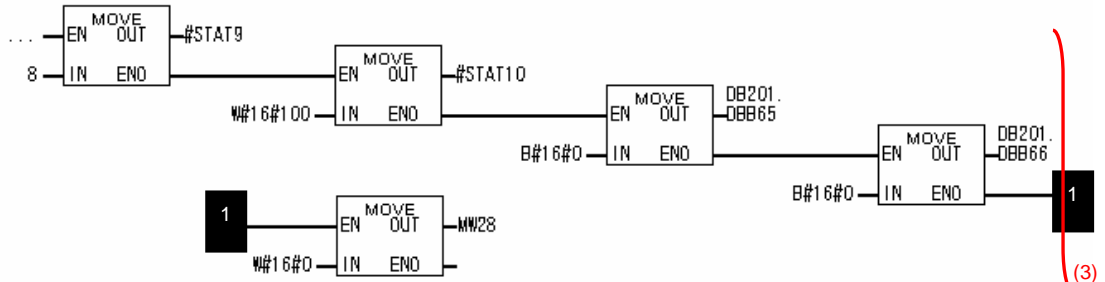 MOVE
... EN OUT #STAT9
8 IN ENO
MOVE
EN OUT #STAT10
W#16#100 IN ENO
MOVE
DB201.
EN OUT DBB65
B#16#0 IN ENO
MOVE
DB201.
EN OUT DBB66
B#16#0 IN ENO
1
1
MOVE
EN OUT MW28
W#16#0 IN ENO
(3)